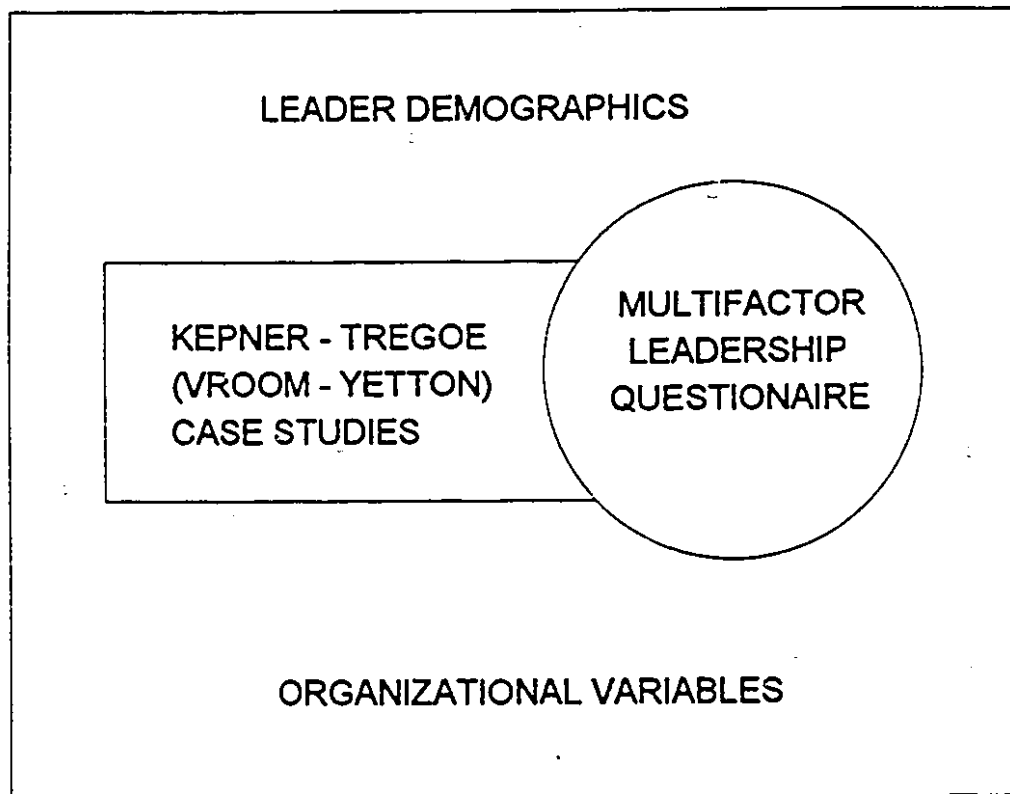 LEADER DEMOGRAPHICS
KEPNER - TREGOE
(VROOM - YETTON)
CASE STUDIES
MULTIFACTOR
LEADERSHIP
QUESTIONAIRE
ORGANIZATIONAL VARIABLES